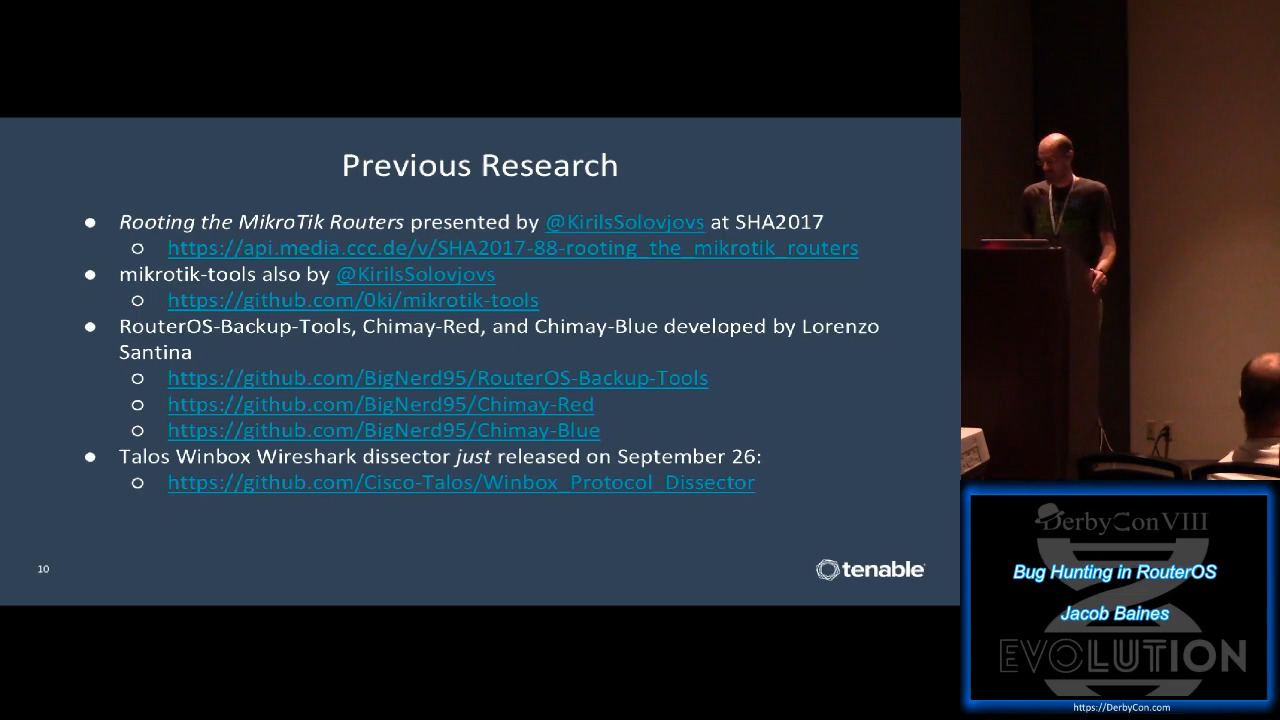 Previous Research
● Rooting the MikroTik Routers presented by @KirilsSolovjovs at SHA2017
○ https://api.media.ccc.de/v/SHA2017-88-rooting_the_mikrotik_routers
● mikrotik-tools also by @KirilsSolovjovs
○ https://github.com/0ki/mikrotik-tools
● RouterOS-Backup-Tools, Chimay-Red, and Chimay-Blue developed by Lorenzo
Santina
○ https://github.com/BigNerd95/RouterOS-Backup-Tools
○ https://github.com/BigNerd95/Chimay-Red
○ https://github.com/BigNerd95/Chimay-Blue
● Talos Winbox Wireshark dissector just released on September 26:
○ https://github.com/Cisco-Talos/Winbox_Protocol_Dissector
10
tenable
DerbyCon VIII
Bug Hunting in RouterOS
Jacob Baines
EVOLUTION
https://DerbyCon.com